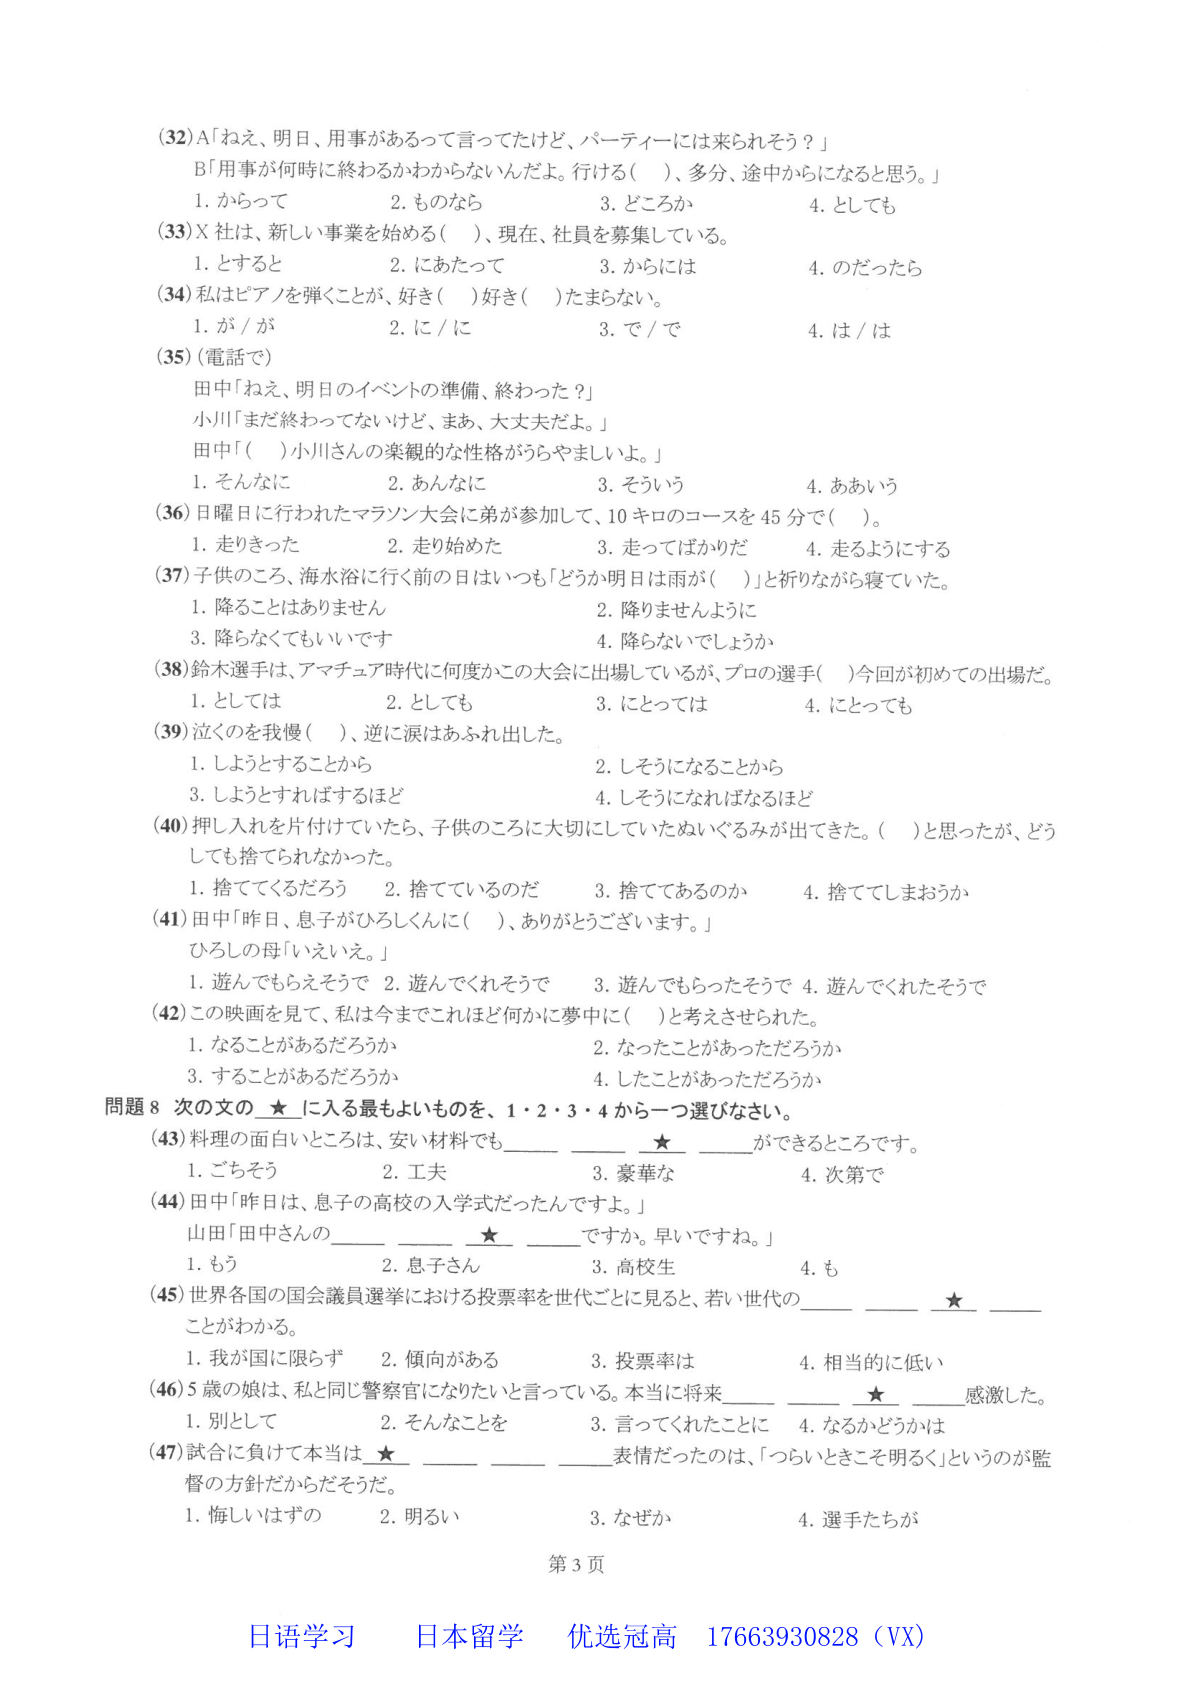 (32)A「ねえ、明日、用事があるって言ってたけど、パーティーには来られそう？」
B「用事が何時に終わるかわからないんだよ。行ける(　)、多分、途中からになると思う。」
1. からって 2. ものなら 3. どころか 4. としても
(33)X社は、新しい事業を始める(　)、現在、社員を募集している。
1. とすると 2. にあたって 3. からには 4. のだったら
(34)私はピアノを弾くことが、好き(　)好き(　)たまらない。
1. が / が 2. に / に 3. で / で 4. は / は
(35)(電話で)
田中「ねえ、明日のイベントの準備、終わった？」
小川「まだ終わってないけど、まあ、大丈夫だよ。」
田中「(　)小川さんの楽観的な性格がうらやましいよ。」
1. そんなに 2. あんなに 3. そういう 4. ああいう
(36)日曜日に行われたマラソン大会に弟が参加して、10キロのコースを45分で(　)。
1. 走りきった 2. 走り始めた 3. 走ってばかりだ 4. 走るようにする
(37)子供のころ、海水浴に行く前の日はいつも「どうか明日は雨が(　)」と祈りながら寝ていた。
1. 降ることはありません 2. 降りませんように
3. 降らなくてもいいです 4. 降らないでしょうか
(38)鈴木選手は、アマチュア時代に何度かこの大会に出場しているが、プロの選手(　)今回が初めての出場だ。
1. としては 2. としても 3. にとっては 4. にとっても
(39)泣くのを我慢(　)、逆に涙はあふれ出した。
1. しようとすることから 2. しそうになることから
3. しようとすればするほど 4. しそうになればなるほど
(40)押し入れを片付けていたら、子供のころに大切にしていたぬいぐるみが出てきた。(　)と思ったが、どう
しても捨てられなかった。
1. 捨ててくるだろう 2. 捨てているのだ 3. 捨ててあるのか 4. 捨ててしまおうか
(41)田中「昨日、息子がひろしくんに(　)、ありがとうございます。」
ひろしの母「いえいえ。」
1. 遊んでもらえそうで 2. 遊んでくれそうで 3. 遊んでもらったそうで 4. 遊んでくれたそうで
(42)この映画を見て、私は今までこれほど何かに夢中に(　)と考えさせられた。
1. なることがあるだろうか 2. なったことがあっただろうか
3. することがあるだろうか 4. したことがあっただろうか
問題8 次の文の＿★＿に入る最もよいものを、1・2・3・4から一つ選びなさい。
(43)料理の面白いところは、安い材料でも＿＿ ＿＿ ＿★＿ ＿＿ができるところです。
1. ごちそう 2. 工夫 3. 豪華な 4. 次第で
(44)田中「昨日は、息子の高校の入学式だったんですよ。」
山田「田中さんの＿＿ ＿＿ ＿★＿ ＿＿ですか。早いですね。」
1. もう 2. 息子さん 3. 高校生 4. も
(45)世界各国の国会議員選挙における投票率を世代ごとに見ると、若い世代の＿＿ ＿＿ ＿★＿ ＿＿
ことがわかる。
1. 我が国に限らず 2. 傾向がある 3. 投票率は 4. 相当的に低い
(46)5歳の娘は、私と同じ警察官になりたいと言っている。本当に将来＿＿ ＿＿ ＿★＿ ＿＿感激した。
1. 別として 2. そんなことを 3. 言ってくれたことに 4. なるかどうかは
(47)試合に負けて本当は＿★＿ ＿＿ ＿＿ ＿＿表情だったのは、「つらいときこそ明るく」というのが監
督の方針だからだそうだ。
1. 悔しいはずの 2. 明るい 3. なぜか 4. 選手たちが
第 3 页
日语学习 日本留学 优选冠高 17663930828（VX)